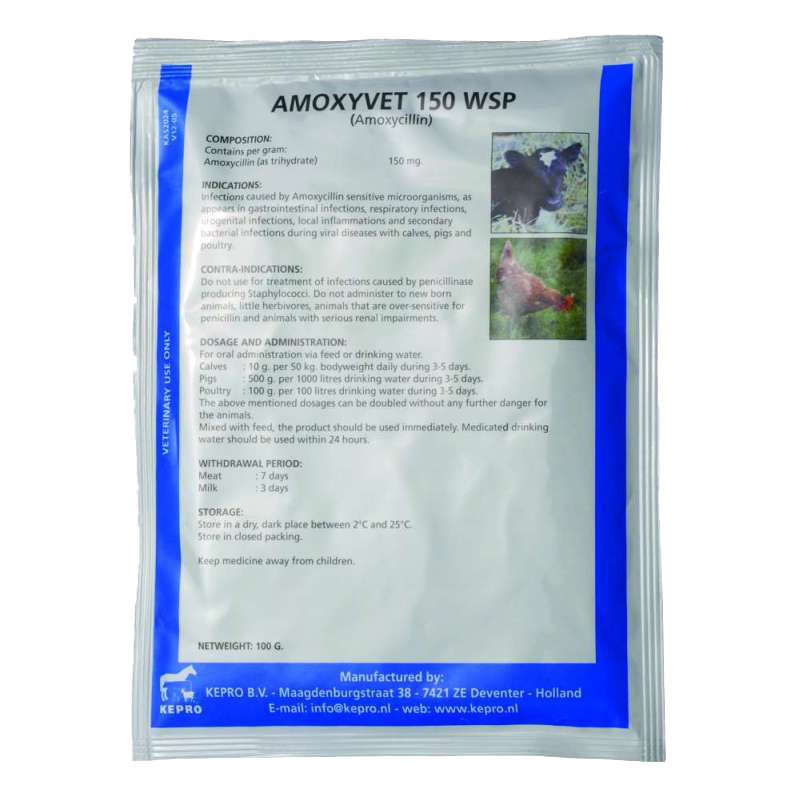 AMOXYVET 150 WSP
(Amoxycillin)
KAS2024
V12-05
COMPOSITION:
Contains per gram:
Amoxycillin (as trihydrate) 150 mg.
INDICATIONS:
Infections caused by Amoxycillin sensitive microorganisms, as
appears in gastrointestinal infections, respiratory infections,
urogenital infections, local inflammations and secondary
bacterial infections during viral diseases with calves, pigs and
poultry.
CONTRA-INDICATIONS:
Do not use for treatment of infections caused by penicillinase
producing Staphylococci. Do not administer to new born
animals, little herbivores, animals that are over-sensitive for
penicillin and animals with serious renal impairments.
VETERINARY USE ONLY
DOSAGE AND ADMINISTRATION:
For oral administration via feed or drinking water.
Calves : 10 g. per 50 kg. bodyweight daily during 3-5 days.
Pigs : 500 g. per 1000 litres drinking water during 3-5 days.
Poultry : 100 g. per 100 litres drinking water during 3-5 days.
The above mentioned dosages can be doubled without any further danger for
the animals.
Mixed with feed, the product should be used immediately. Medicated drinking
water should be used within 24 hours.
WITHDRAWAL PERIOD:
Meat : 7 days
Milk : 3 days
STORAGE:
Store in a dry, dark place between 2°C and 25°C.
Store in closed packing.
Keep medicine away from children.
NETWEIGHT: 100 G.
KEPRO
Manufactured by:
KEPRO B.V. - Maagdenburgstraat 38 - 7421 ZE Deventer - Holland
E-mail: info@kepro.nl - web: www.kepro.nl